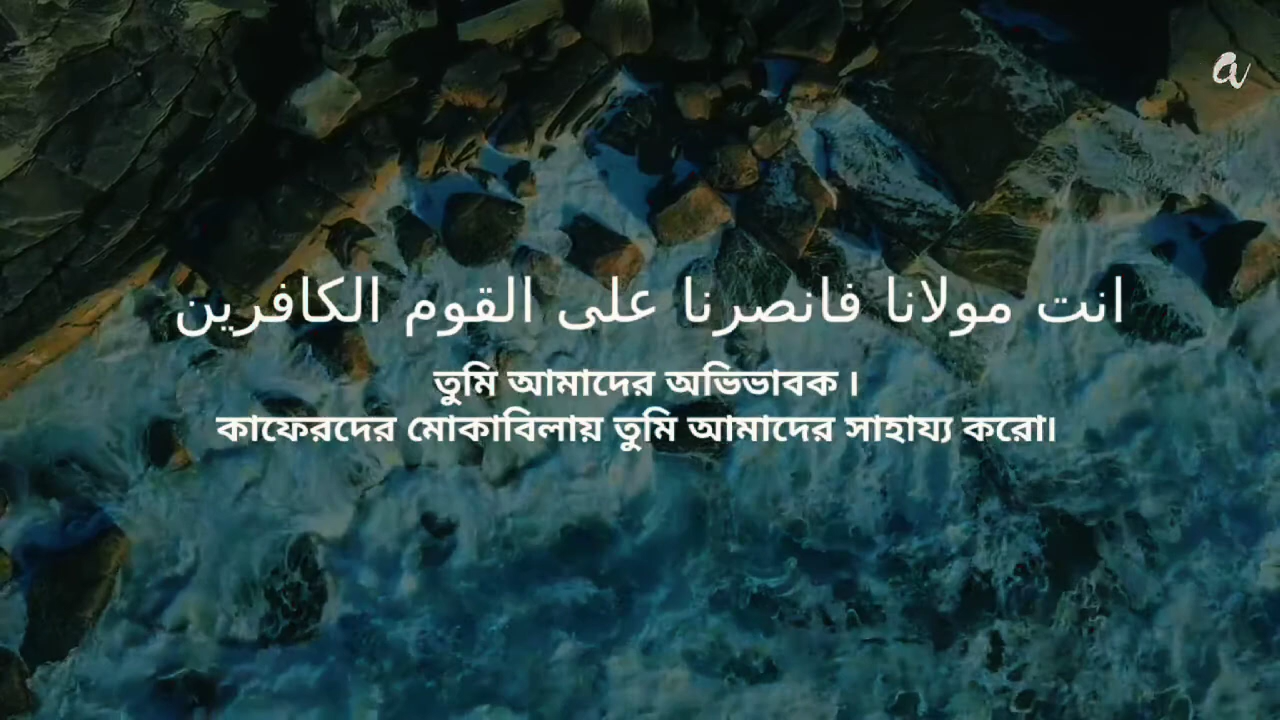 انت مولانا فانصرنا على القوم الكافرين
তুমি আমাদের অভিভাবক ।
কাফেরদের মোকাবিলায় তুমি আমাদের সাহায্য করো।